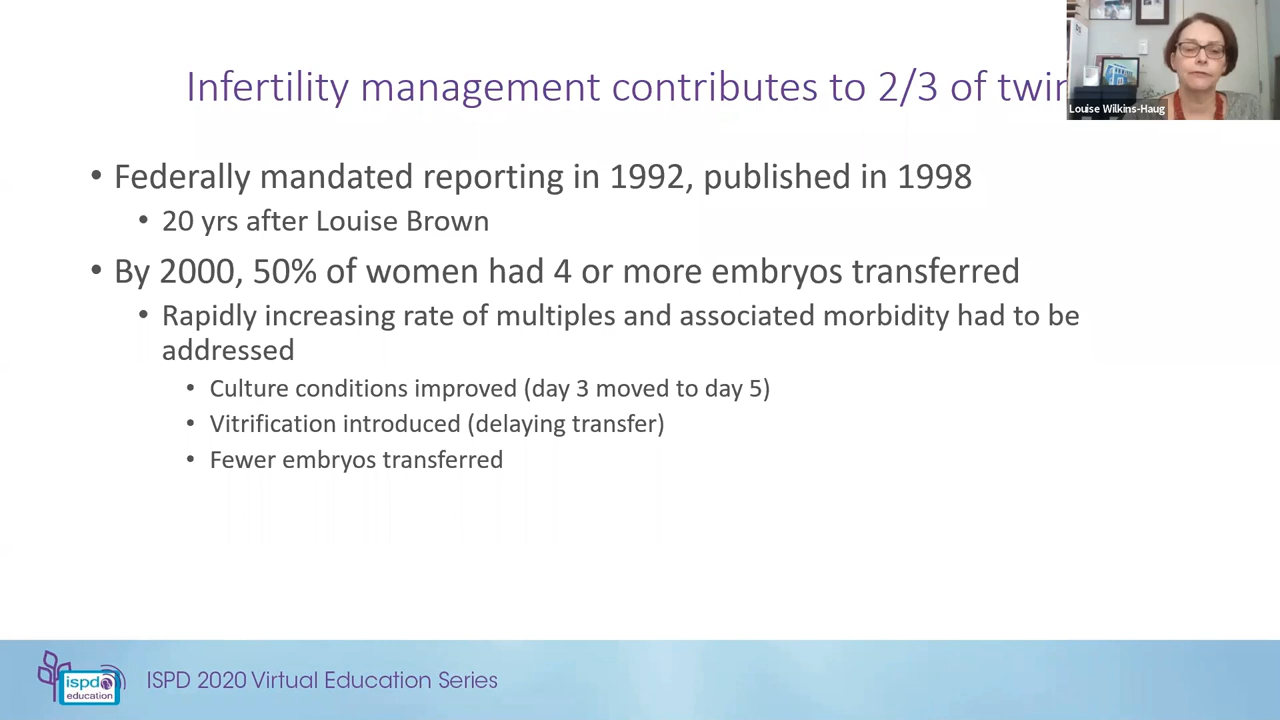 Infertility management contributes to 2/3 of
Louise Wilkins-Haug
• Federally mandated reporting in 1992, published in 1998
• 20 yrs after Louise Brown
• By 2000, 50% of women had 4 or more embryos transferred
• Rapidly increasing rate of multiples and associated morbidity had to be
addressed
• Culture conditions improved (day 3 moved to day 5)
• Vitrification introduced (delaying transfer)
• Fewer embryos transferred
ispd
education
ISPD 2020 Virtual Education Series